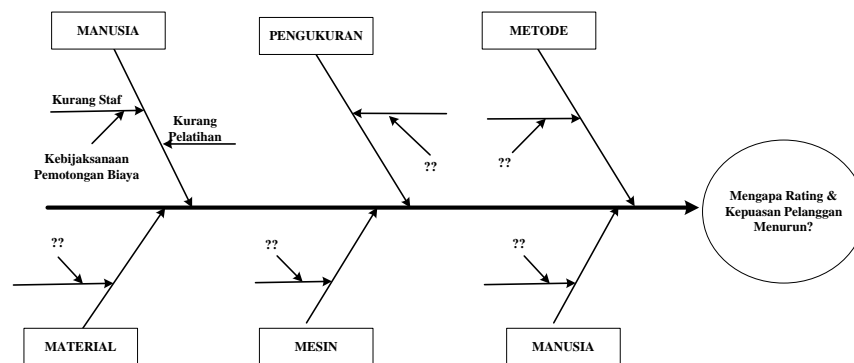 MANUSIA
PENGUKURAN
METODE
Kurang Staf
Kurang
Pelatihan
Kebijaksanaan
Pemotongan Biaya
??
??
Mengapa Rating &
Kepuasan Pelanggan
Menurun?
??
??
??
MATERIAL
MESIN
MANUSIA